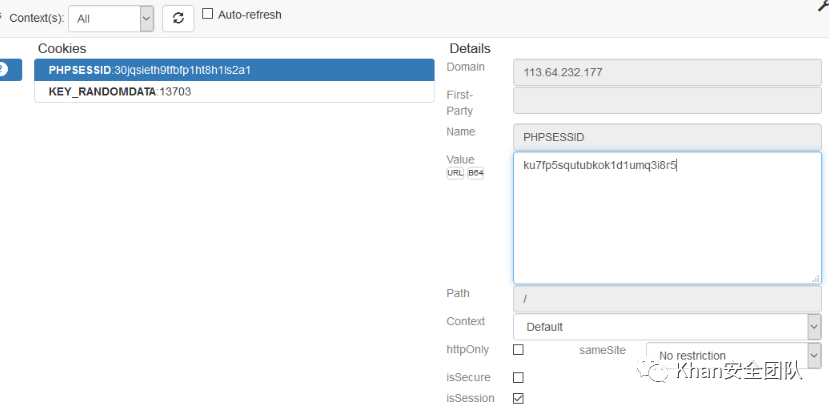 Context(s):
All
Auto-refresh
Cookies
PHPSESSID:30jqsieth9tfbfp1ht8h1ls2a1
KEY_RANDOMDATA:13703
Details
Domain
113.64.232.177
First-
Party
Name
PHPSESSID
Value
URL B64
ku7fp5squtubkok1d1umq3i8r5
Path
/
Context
Default
httpOnly
sameSite
No restriction
isSecure
isSession
Khan安全团队